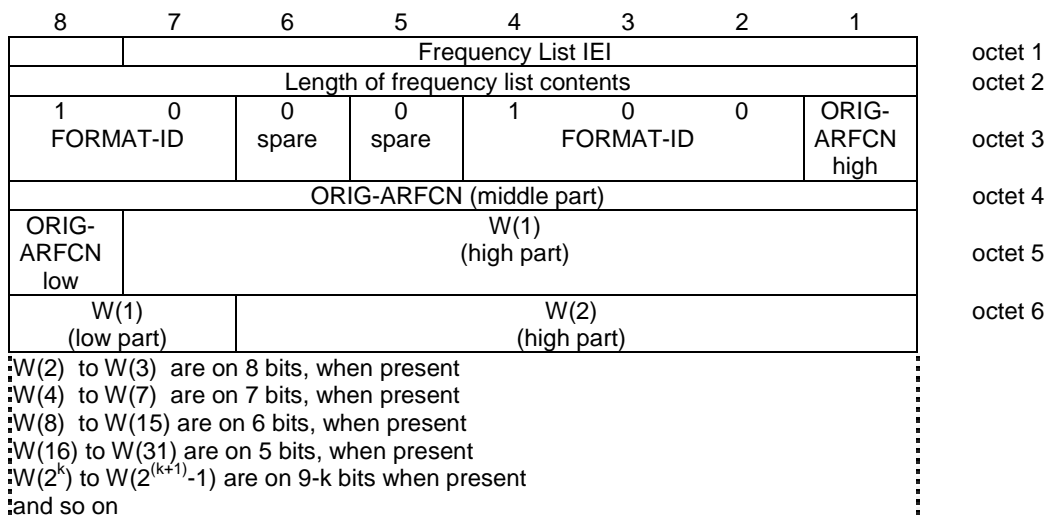 8 7 6 5 4 3 2 1
Frequency List IEI octet 1
Length of frequency list contents octet 2
1 0 0 0 1 0 0 ORIG-
FORMAT-ID spare spare FORMAT-ID ARFCN octet 3
high
ORIG-ARFCN (middle part) octet 4
ORIG- W(1)
ARFCN (high part) octet 5
low
W(1) W(2) octet 6
(low part) (high part)
W(2) to W(3) are on 8 bits, when present
W(4) to W(7) are on 7 bits, when present
W(8) to W(15) are on 6 bits, when present
W(16) to W(31) are on 5 bits, when present
W(2^k) to W(2^(k+1)-1) are on 9-k bits when present
and so on